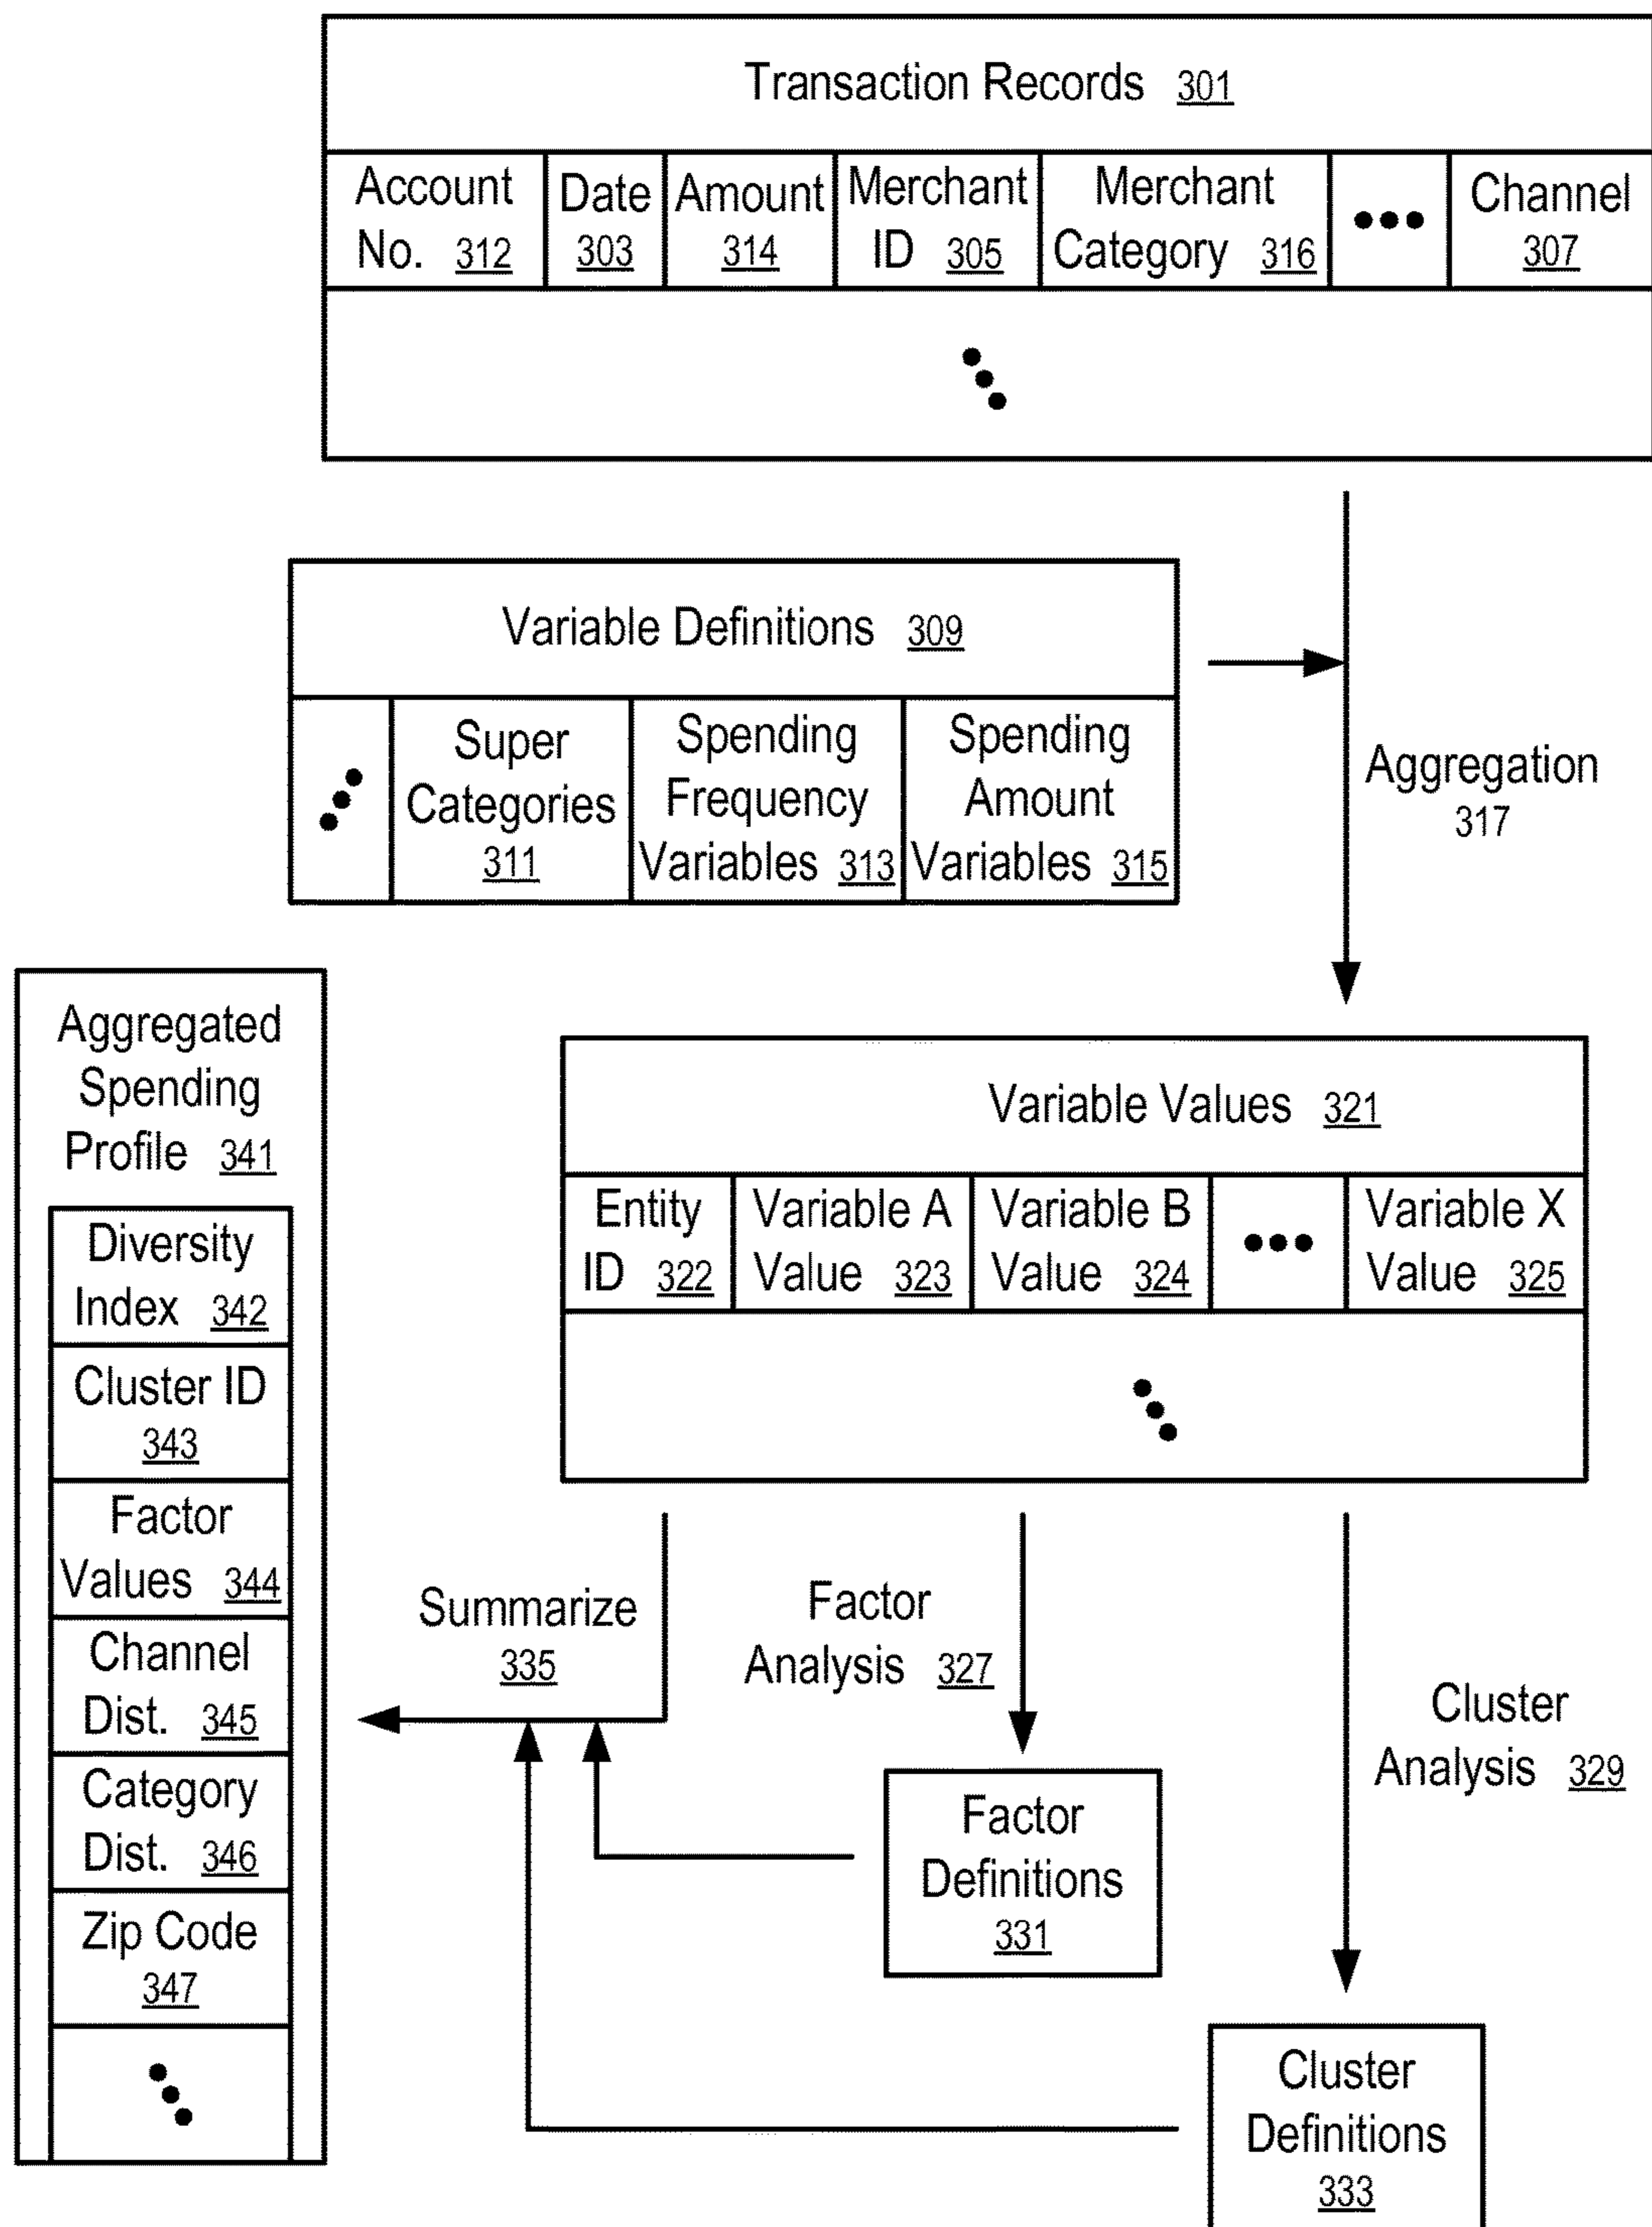 Transaction Records 301
Account
No. 312
Date
303
Amount
314
Merchant
ID 305
Merchant
Category 316
•••
Channel
307
Variable Definitions 309
Super
Categories
311
Spending
Frequency
Variables 313
Spending
Amount
Variables 315
Aggregation
317
Variable Values 321
Entity
ID 322
Variable A
Value 323
Variable B
Value 324
•••
Variable X
Value 325
Aggregated
Spending
Profile 341
Diversity
Index 342
Cluster ID
343
Factor
Values 344
Channel
Dist. 345
Category
Dist. 346
Zip Code
347
Summarize
335
Factor
Analysis 327
Cluster
Analysis 329
Factor
Definitions
331
Cluster
Definitions
333